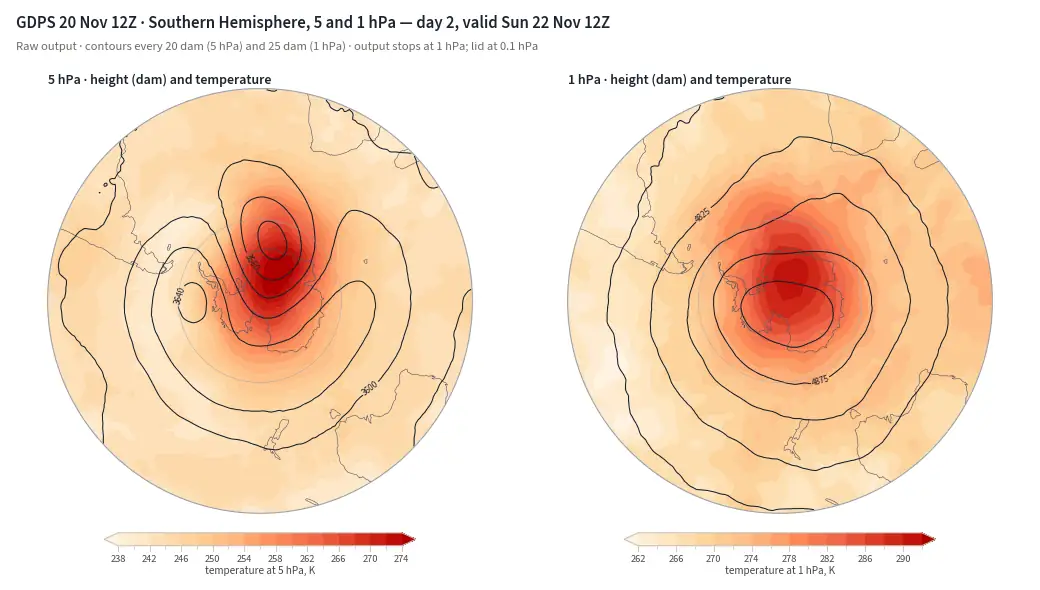 GDPS 20 Nov 12Z · Southern Hemisphere, 5 and 1 hPa — day 2, valid Sun 22 Nov 12Z
Raw output · contours every 20 dam (5 hPa) and 25 dam (1 hPa) · output stops at 1 hPa; lid at 0.1 hPa
5 hPa · height (dam) and temperature
1 hPa · height (dam) and temperature
3640
3600
4825
4875
238 242 246 250 254 258 262 266 270 274
temperature at 5 hPa, K
262 266 270 274 278 282 286 290
temperature at 1 hPa, K